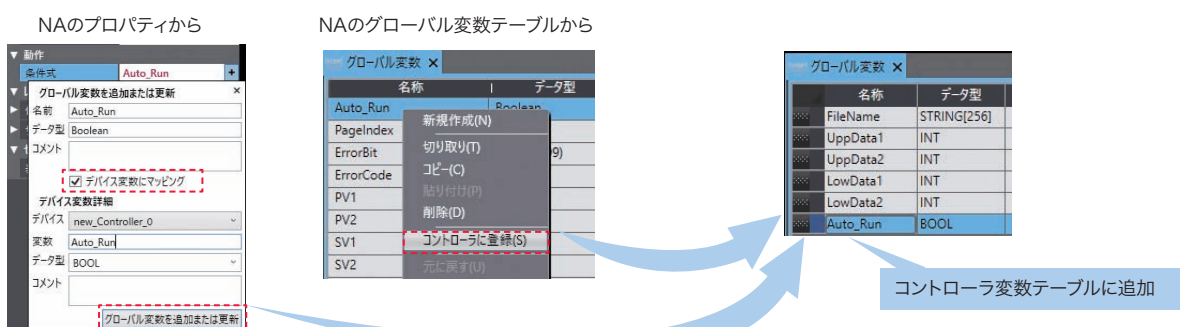 NAのプロパティから
▼ 動作
条件式 Auto_Run +
グローバル変数を追加または更新 ×
名前 Auto_Run
データ型 Boolean
コメント
デバイス変数にマッピング
デバイス変数詳細
デバイス new_Controller_0
変数 Auto_Run
データ型 BOOL
コメント
グローバル変数を追加または更新
NAのグローバル変数テーブルから
グローバル変数 ×
名称 データ型
Auto_Run Boolean
PageIndex
ErrorBit 9)
ErrorCode
PV1
PV2
SV1
SV2
新規作成(N)
切り取り(T)
コピー(C)
貼り付け(P)
削除(D)
コントローラに登録(S)
元に戻す(U)
グローバル変数 ×
名称 データ型
FileName STRING[256]
UppData1 INT
UppData2 INT
LowData1 INT
LowData2 INT
Auto_Run BOOL
コントローラ変数テーブルに追加